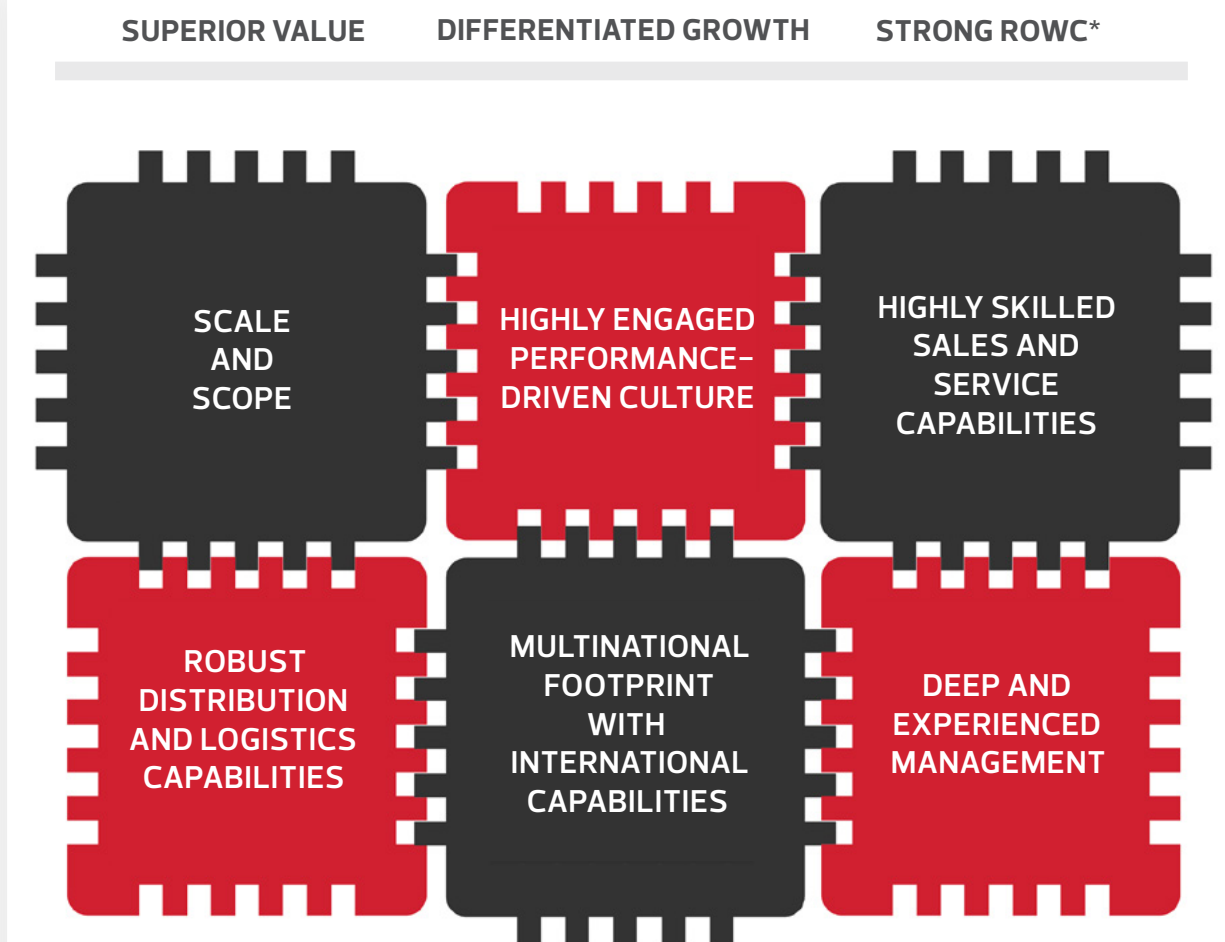 SUPERIOR VALUE
DIFFERENTIATED GROWTH
STRONG ROWC*
SCALE
AND
SCOPE
HIGHLY ENGAGED
PERFORMANCE-
DRIVEN CULTURE
HIGHLY SKILLED
SALES AND
SERVICE
CAPABILITIES
ROBUST
DISTRIBUTION
AND LOGISTICS
CAPABILITIES
MULTINATIONAL
FOOTPRINT
WITH
INTERNATIONAL
CAPABILITIES
DEEP AND
EXPERIENCED
MANAGEMENT